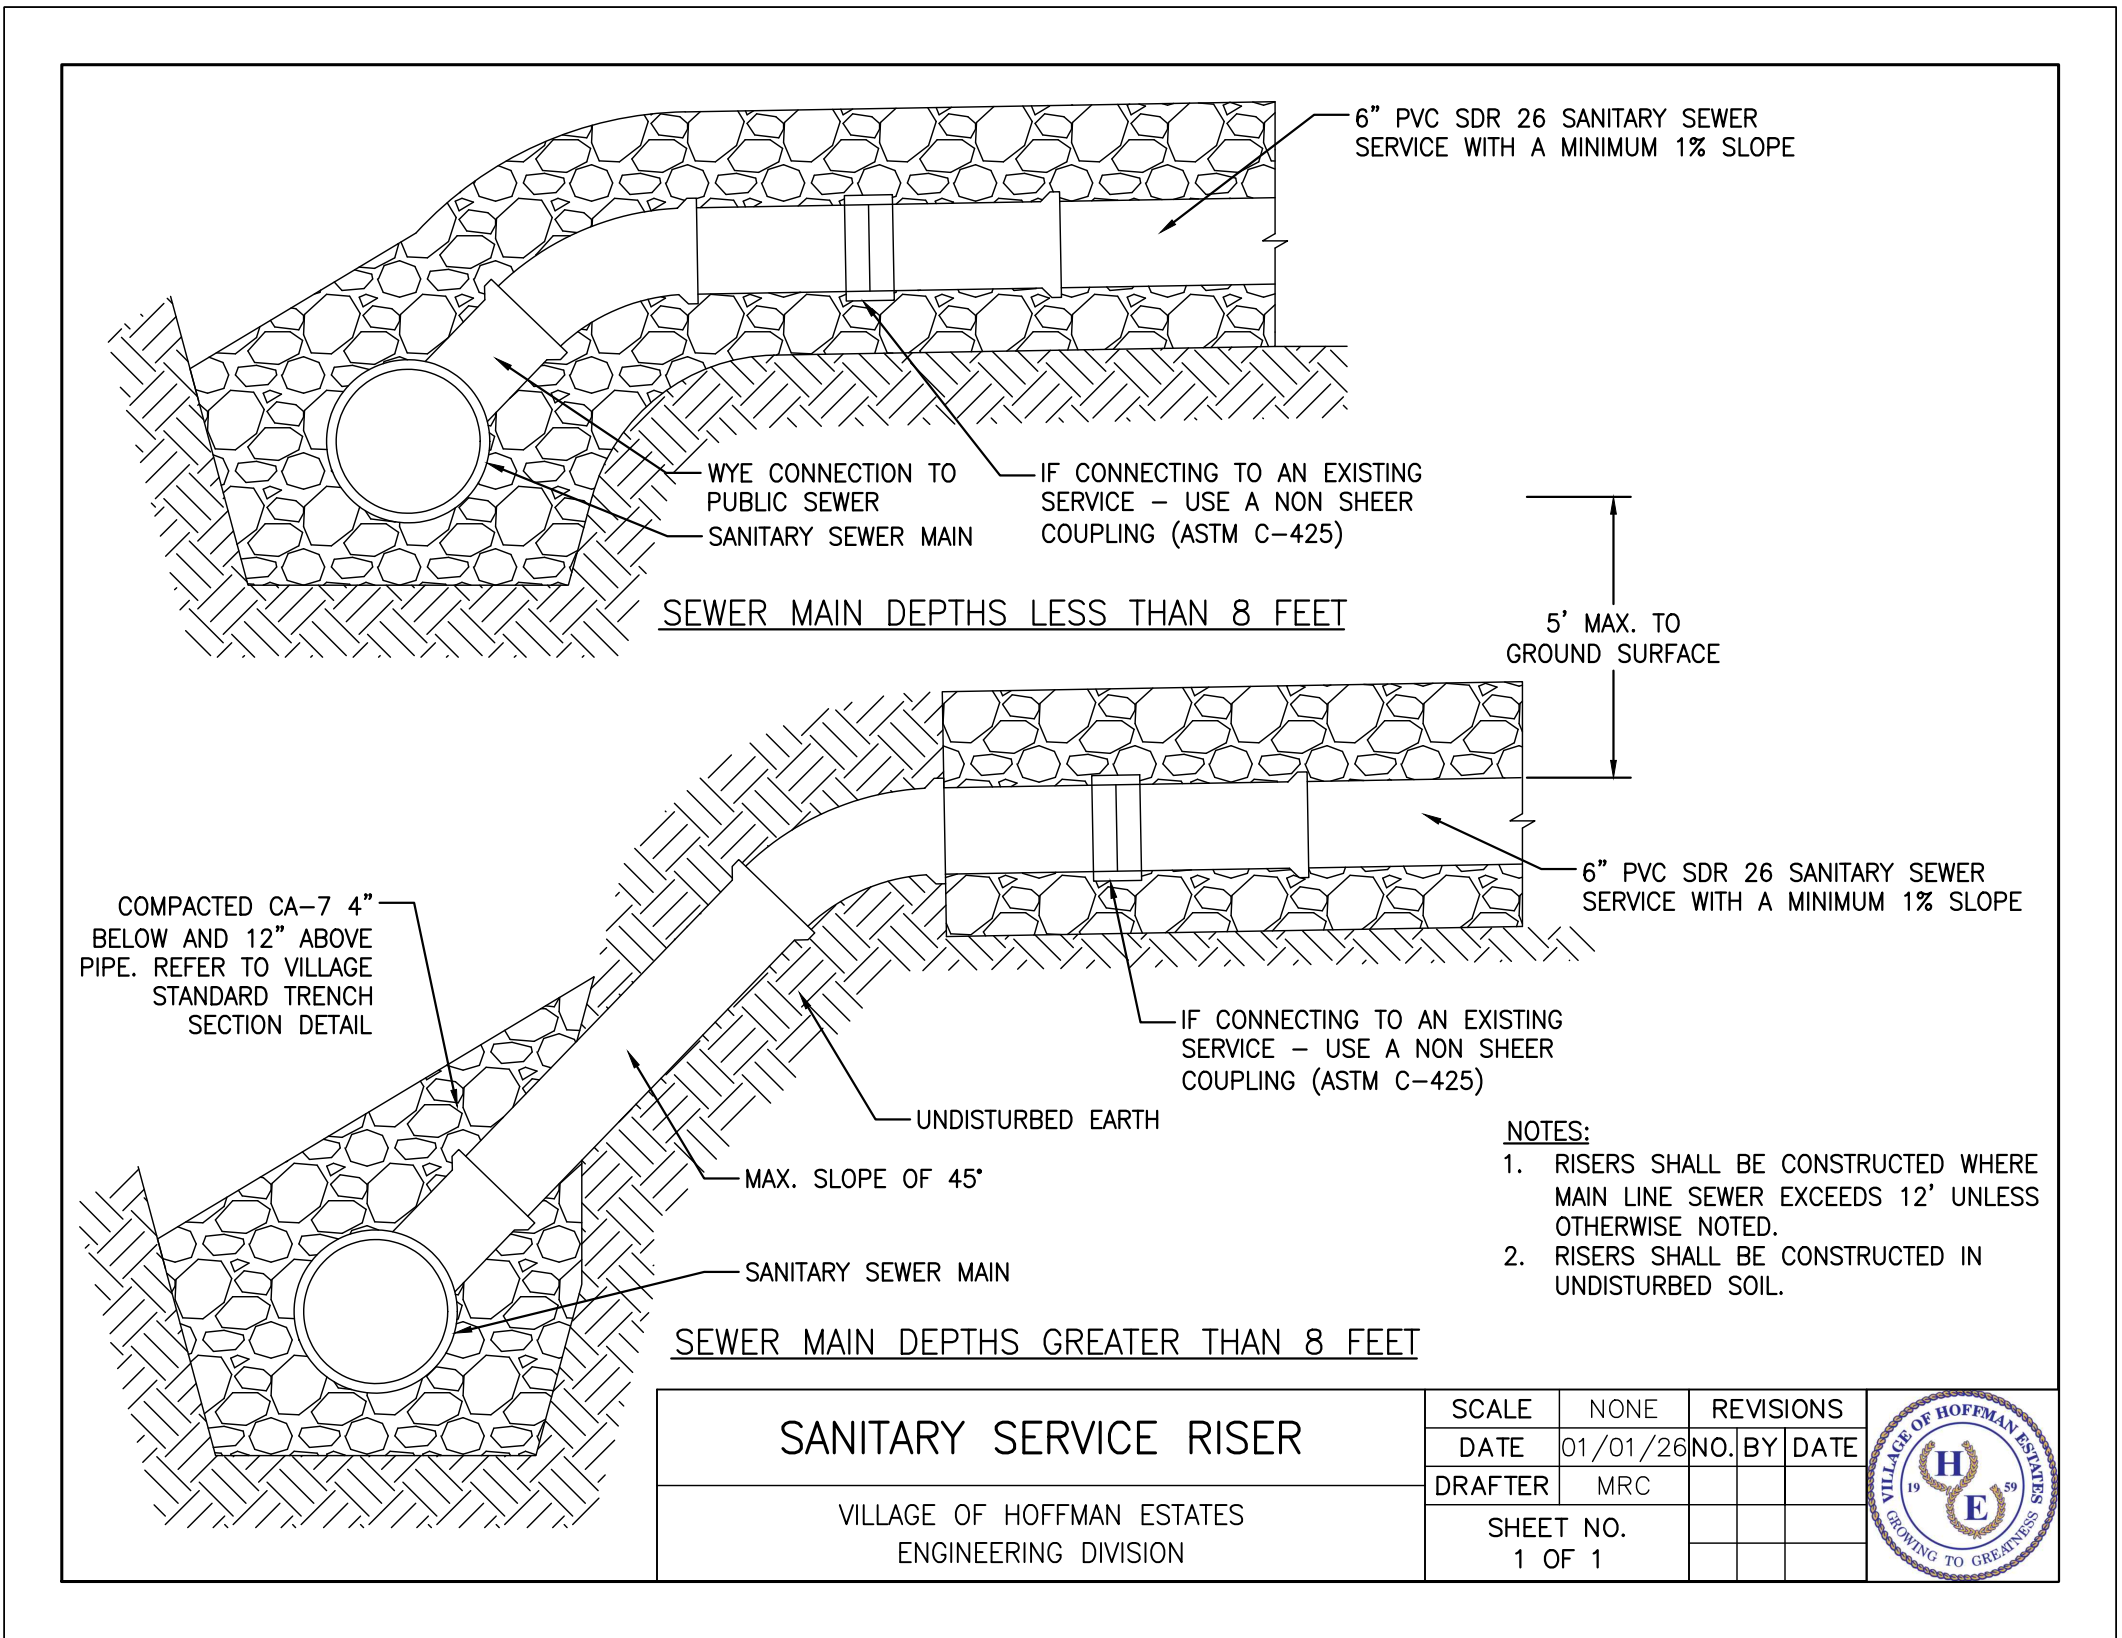 6" PVC SDR 26 SANITARY SEWER
SERVICE WITH A MINIMUM 1% SLOPE
WYE CONNECTION TO
PUBLIC SEWER
SANITARY SEWER MAIN
IF CONNECTING TO AN EXISTING
SERVICE – USE A NON SHEER
COUPLING (ASTM C–425)
SEWER MAIN DEPTHS LESS THAN 8 FEET
5' MAX. TO
GROUND SURFACE
6" PVC SDR 26 SANITARY SEWER
SERVICE WITH A MINIMUM 1% SLOPE
COMPACTED CA–7 4"
BELOW AND 12" ABOVE
PIPE. REFER TO VILLAGE
STANDARD TRENCH
SECTION DETAIL
IF CONNECTING TO AN EXISTING
SERVICE – USE A NON SHEER
COUPLING (ASTM C–425)
UNDISTURBED EARTH
MAX. SLOPE OF 45°
SANITARY SEWER MAIN
SEWER MAIN DEPTHS GREATER THAN 8 FEET
NOTES:
1. RISERS SHALL BE CONSTRUCTED WHERE
MAIN LINE SEWER EXCEEDS 12' UNLESS
OTHERWISE NOTED.
2. RISERS SHALL BE CONSTRUCTED IN
UNDISTURBED SOIL.
SANITARY SERVICE RISER
VILLAGE OF HOFFMAN ESTATES
ENGINEERING DIVISION
SCALE NONE
DATE 01/01/26
DRAFTER MRC
SHEET NO.
1 OF 1
REVISIONS
NO. BY DATE
VILLAGE OF HOFFMAN ESTATES
19 H E 59
GROWING TO GREATNESS